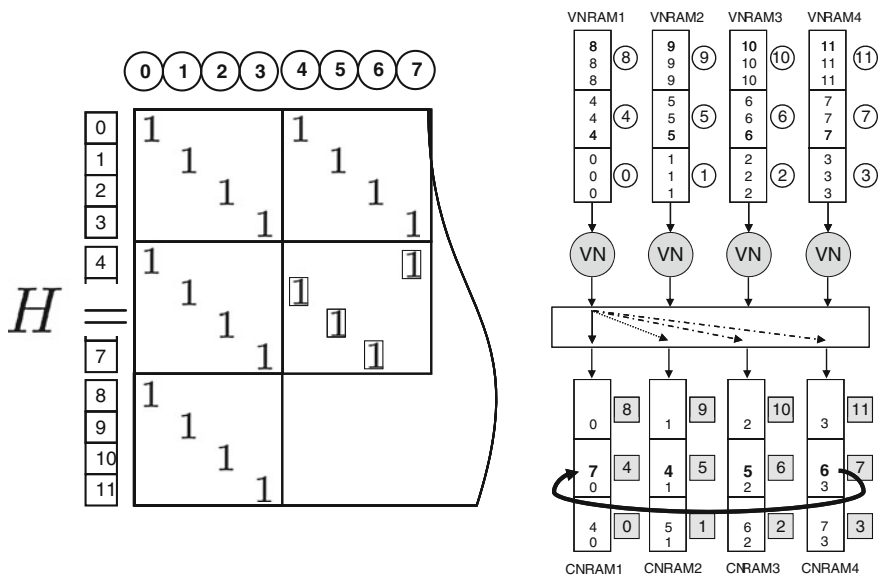 0 1 2 3 4 5 6 7
0 1 1
1 1 1
2 1 1
3 1 1
4 1 1
1 1
1 1
7 1 1
8 1
9 1
10 1
11 1
H =
VNRAM1 VNRAM2 VNRAM3 VNRAM4
8 9 10 11
8 8 9 9 10 10 11 11
8 9 10 11
4 5 6 7
4 4 5 5 6 6 7 7
4 5 6 7
0 1 2 3
0 0 1 1 2 2 3 3
0 1 2 3
VN VN VN VN
8 9 10 11
0 1 2 3
7 4 4 5 5 6 6 7
0 1 2 3
4 0 5 1 6 2 7 3
0 1 2 3
CNRAM1 CNRAM2 CNRAM3 CNRAM4